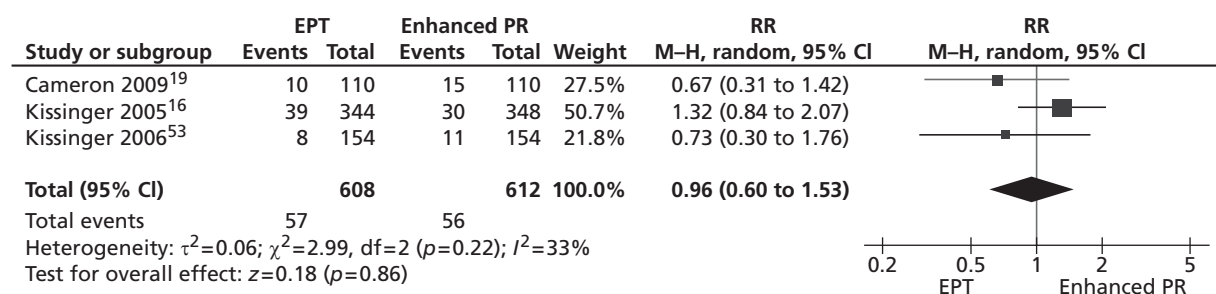 EPT Enhanced PR RR RR
Study or subgroup Events Total Events Total Weight M–H, random, 95% Cl M–H, random, 95% Cl
Cameron 2009¹⁹ 10 110 15 110 27.5% 0.67 (0.31 to 1.42)
Kissinger 2005¹⁶ 39 344 30 348 50.7% 1.32 (0.84 to 2.07)
Kissinger 2006⁵³ 8 154 11 154 21.8% 0.73 (0.30 to 1.76)
Total (95% Cl) 608 612 100.0% 0.96 (0.60 to 1.53)
Total events 57 56
Heterogeneity: τ²=0.06; χ²=2.99, df=2 (p=0.22); I²=33%
Test for overall effect: z=0.18 (p=0.86)
0.2 0.5 1 2 5
EPT Enhanced PR